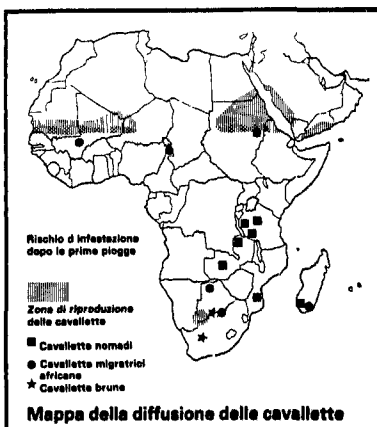 Rischio d infestazione
dopo le prime piogge
Zona di riproduzione
delle cavallette
Cavallette nomadi
Cavallette migratrici
africane
Cavallette brune
Mappa della diffusione delle cavallette